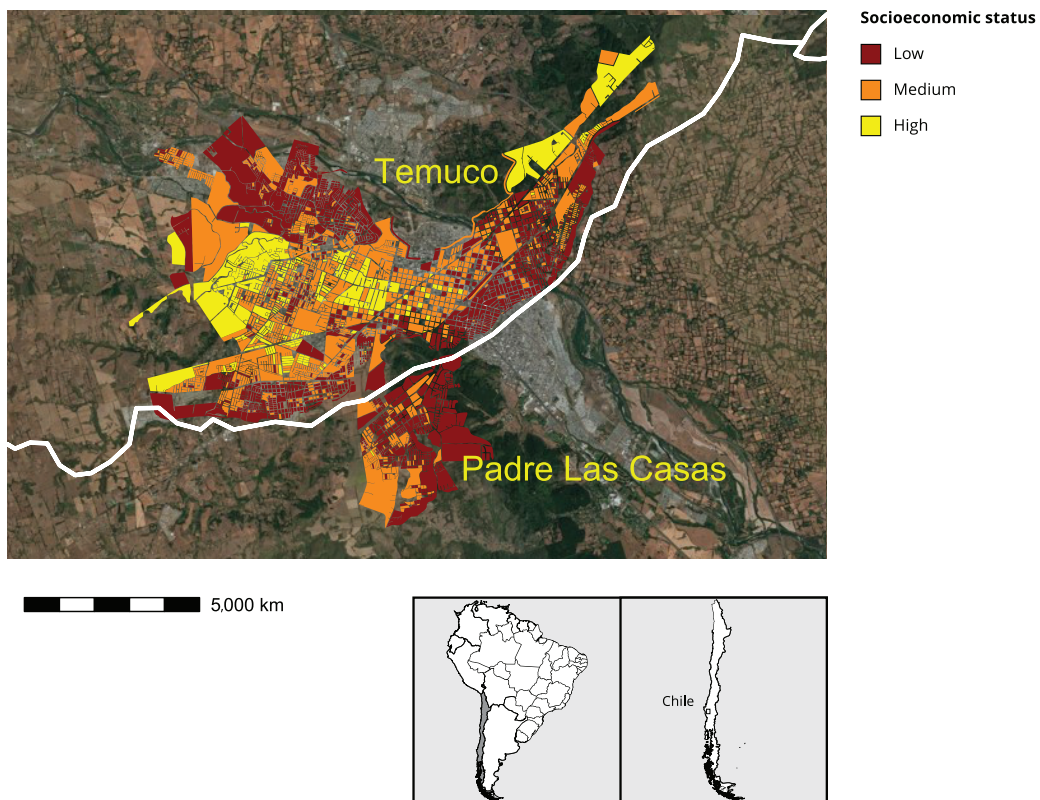 Socioeconomic status
Low
Medium
High
Temuco
Padre Las Casas
5,000 km
Chile